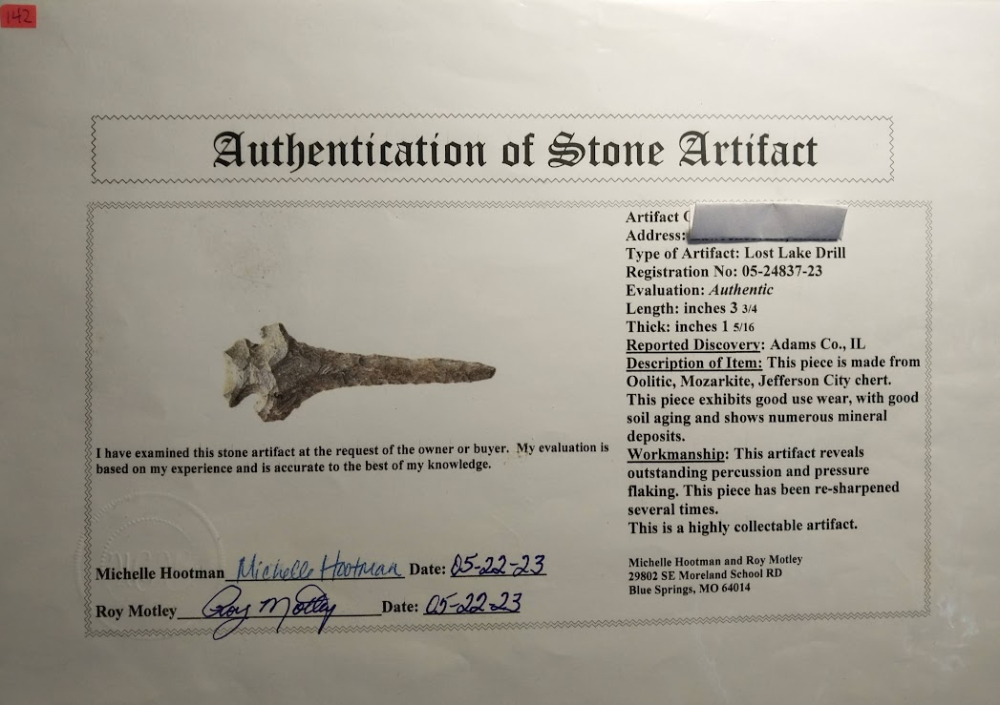 142
Authentication of Stone Artifact
Artifact
Address:
Type of Artifact: Lost Lake Drill
Registration No: 05-24837-23
Evaluation: Authentic
Length: inches 3 3/4
Thick: inches 1 5/16
Reported Discovery: Adams Co., IL
Description of Item: This piece is made from
Oolitic, Mozarkite, Jefferson City chert.
This piece exhibits good use wear, with good
soil aging and shows numerous mineral
deposits.
Workmanship: This artifact reveals
outstanding percussion and pressure
flaking. This piece has been re-sharpened
several times.
This is a highly collectable artifact.
I have examined this stone artifact at the request of the owner or buyer. My evaluation is
based on my experience and is accurate to the best of my knowledge.
Michelle Hootman Michelle Hootman Date: 05-22-23
Roy Motley Roy Motley Date: 05-22-23
Michelle Hootman and Roy Motley
29802 SE Moreland School RD
Blue Springs, MO 64014